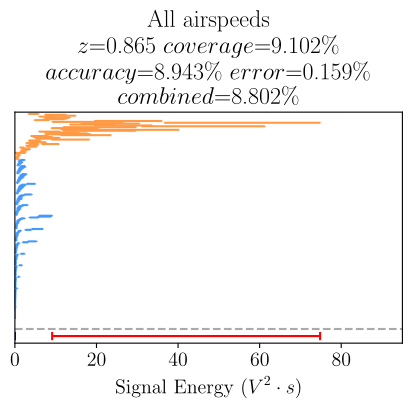 All airspeeds
z=0.865 coverage=9.102%
accuracy=8.943% error=0.159%
combined=8.802%
0 20 40 60 80
Signal Energy (V² · s)